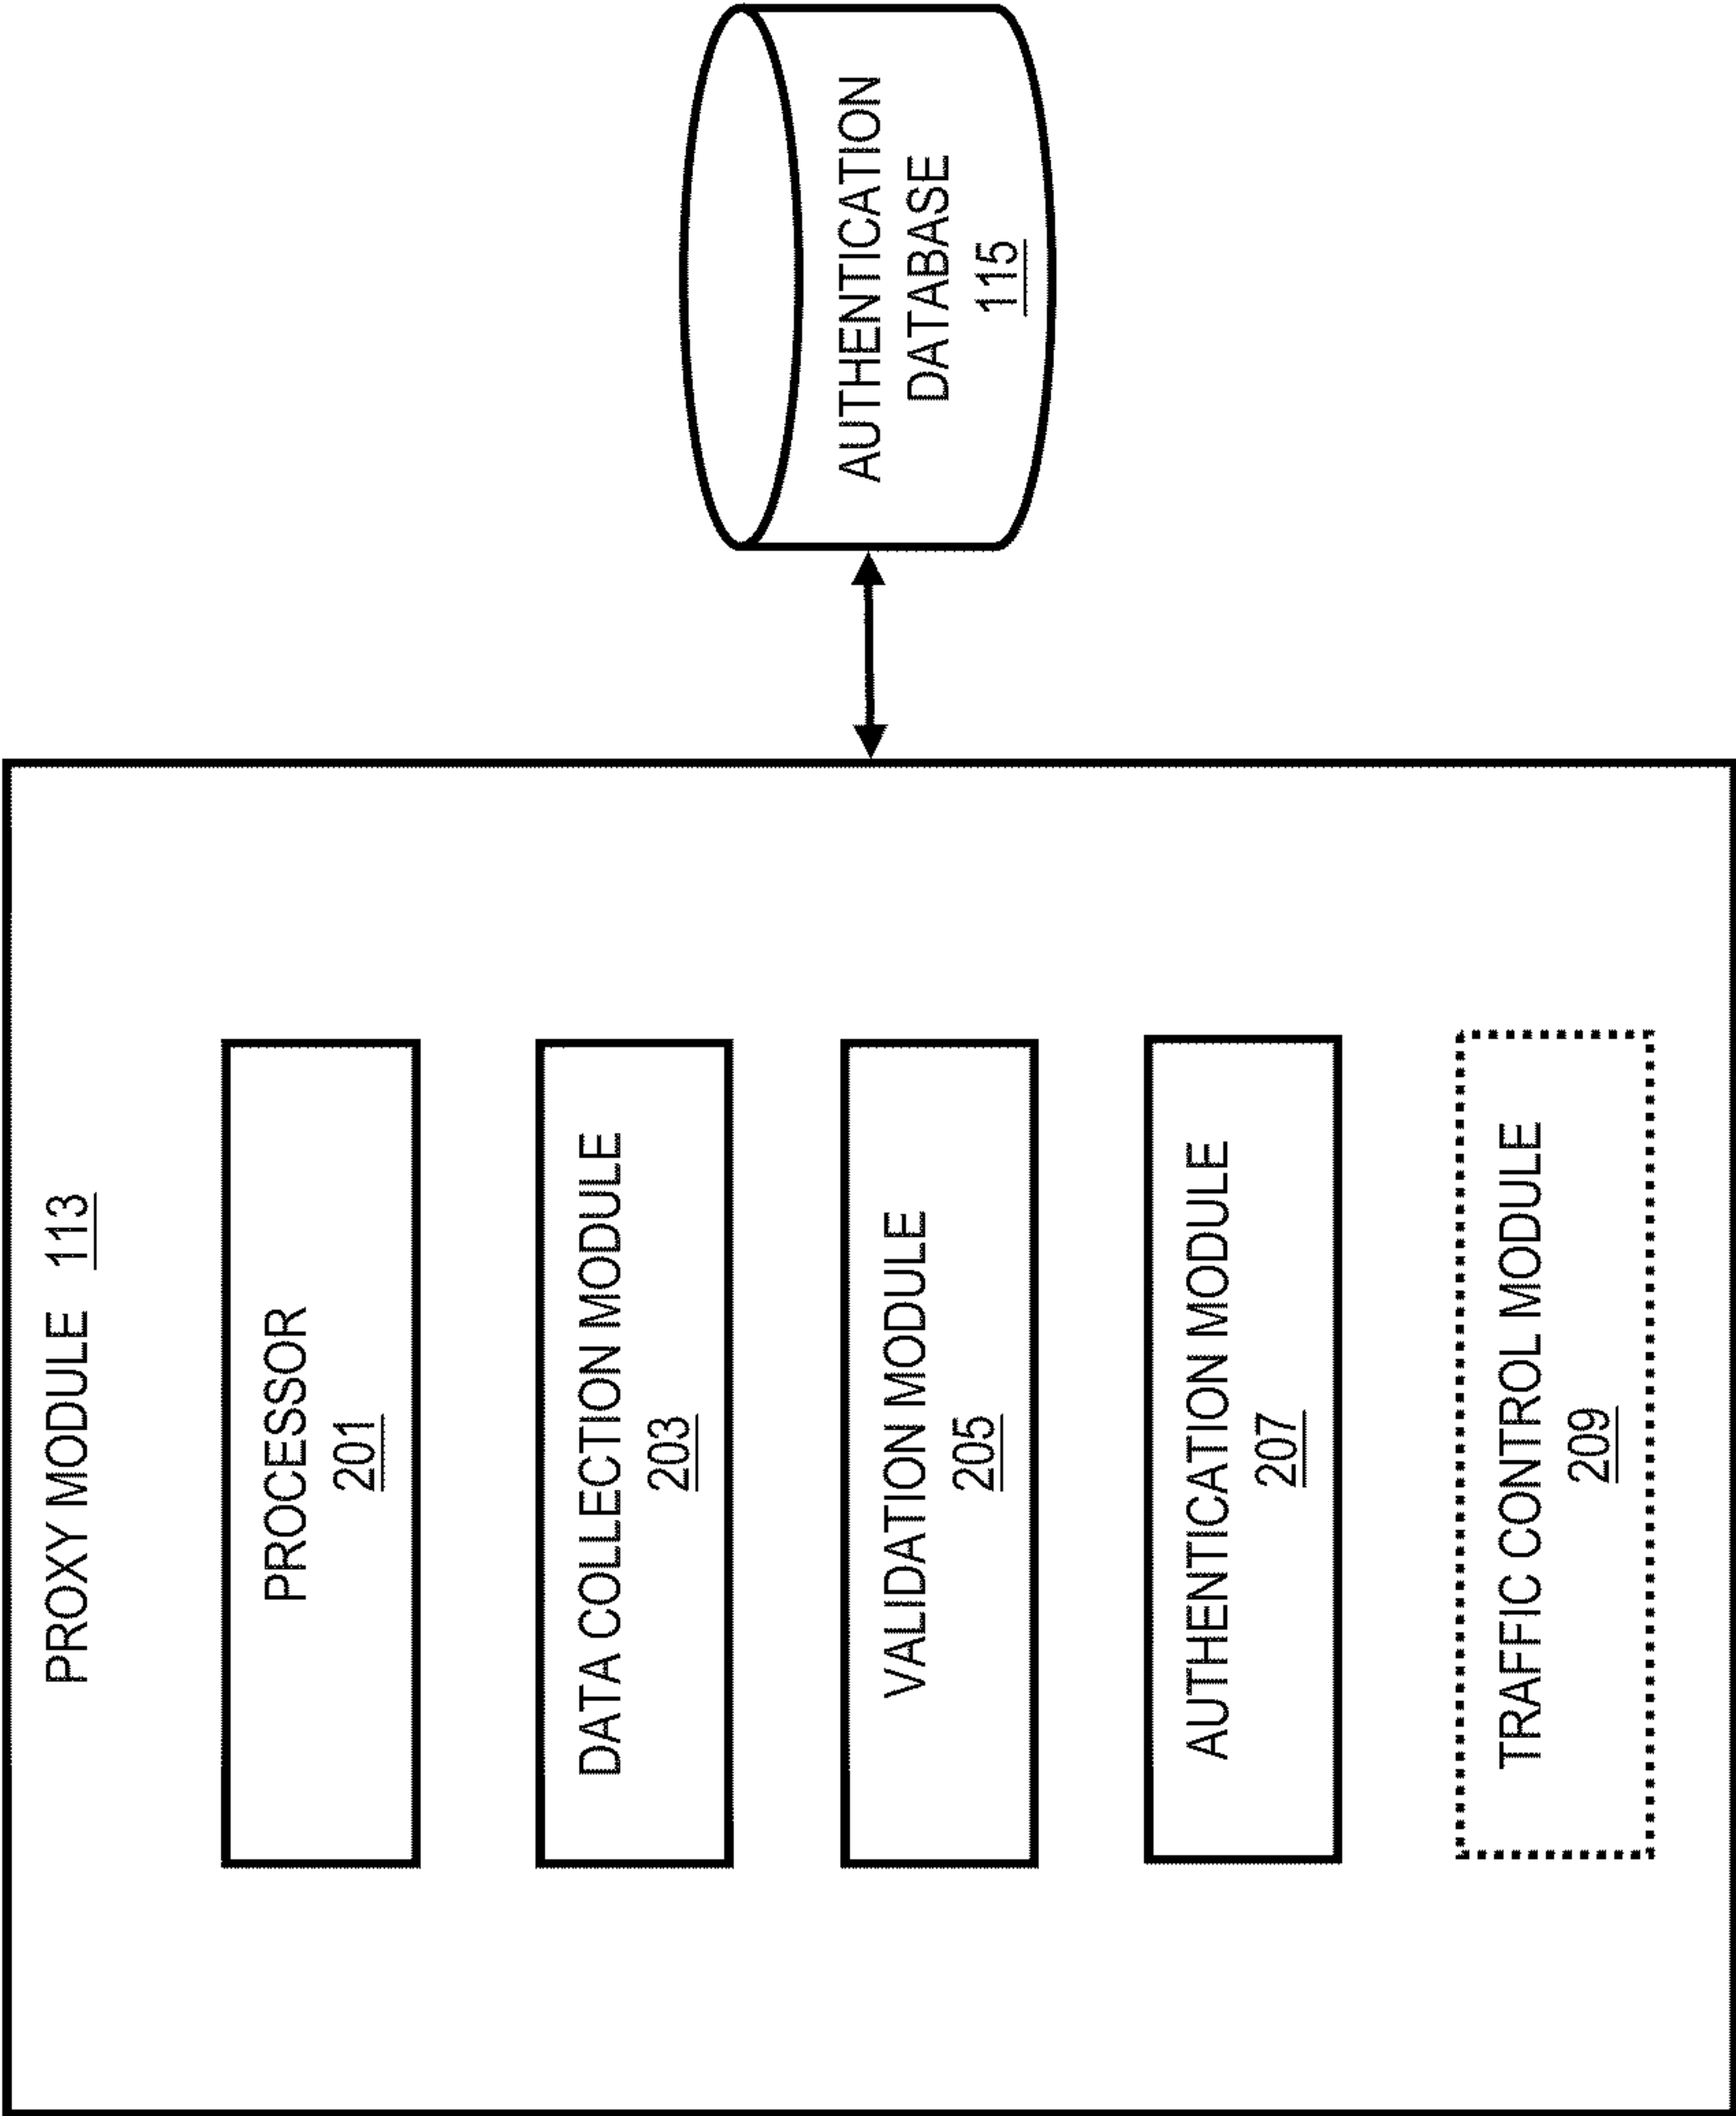 PROXY MODULE 113
PROCESSOR
201
DATA COLLECTION MODULE
203
VALIDATION MODULE
205
AUTHENTICATION MODULE
207
TRAFFIC CONTROL MODULE
209
AUTHENTICATION
DATABASE
115